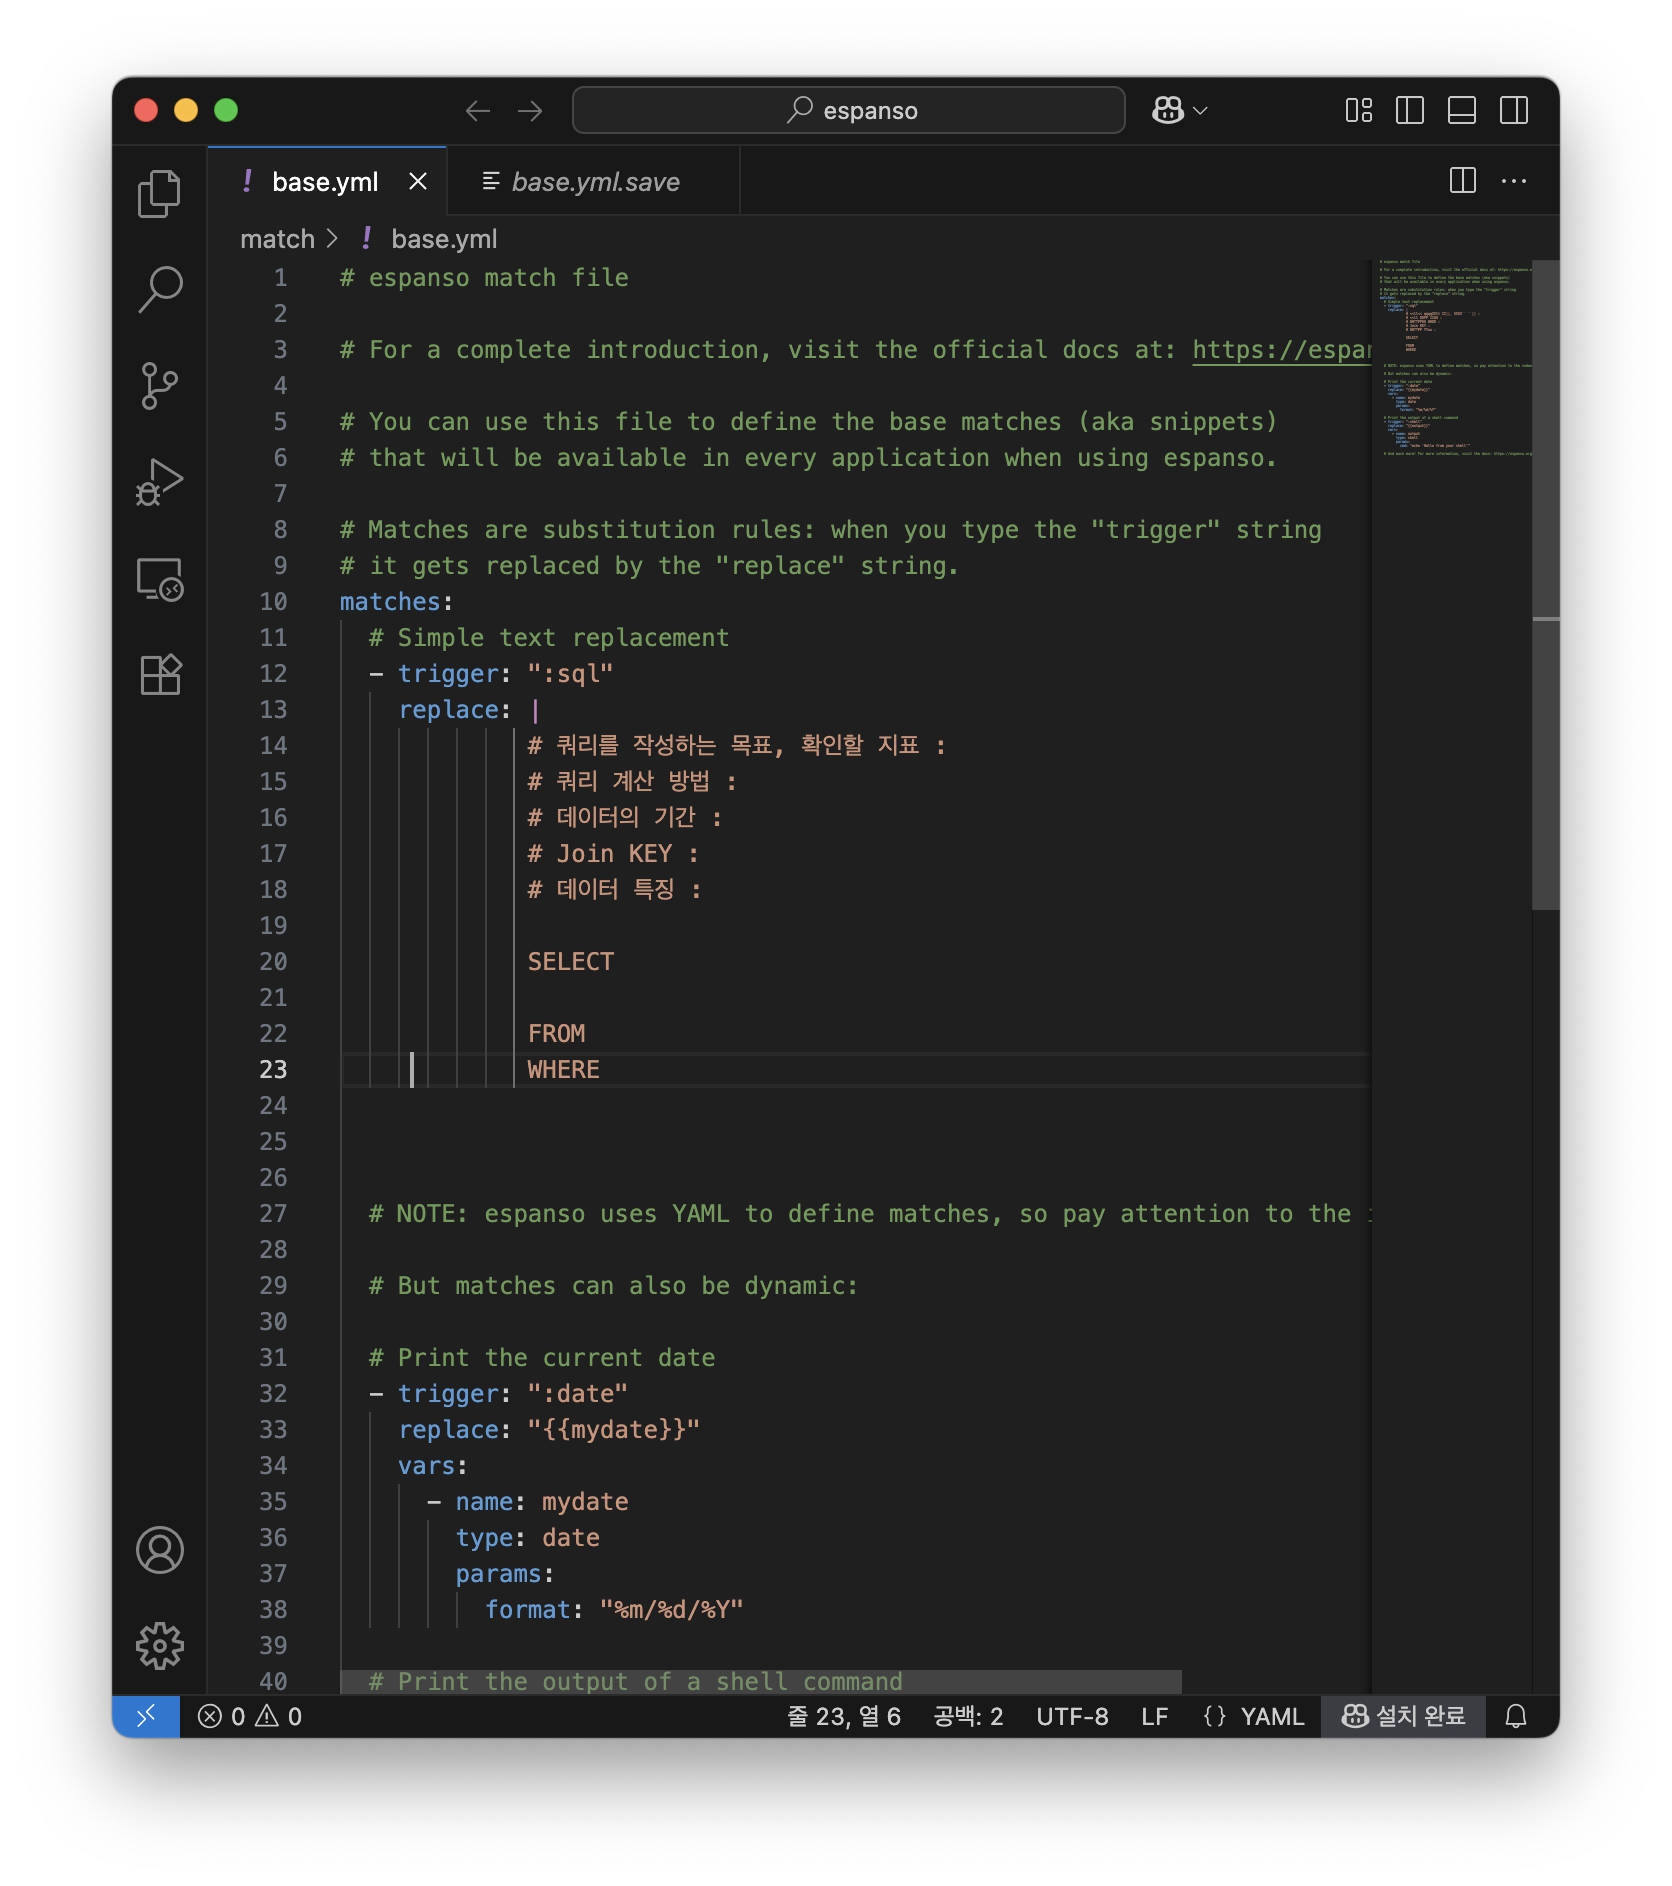 espanso
! base.yml
base.yml.save
match > ! base.yml
1 # espanso match file
2
3 # For a complete introduction, visit the official docs at: https://espan
4
5 # You can use this file to define the base matches (aka snippets)
6 # that will be available in every application when using espanso.
7
8 # Matches are substitution rules: when you type the "trigger" string
9 # it gets replaced by the "replace" string.
10 matches:
11 # Simple text replacement
12 - trigger: ":sql"
13 replace: |
14 # 쿼리를 작성하는 목표, 확인할 지표 :
15 # 쿼리 계산 방법 :
16 # 데이터의 기간 :
17 # Join KEY :
18 # 데이터 특징 :
19
20 SELECT
21
22 FROM
23 WHERE
24
25
26
27 # NOTE: espanso uses YAML to define matches, so pay attention to the
28
29 # But matches can also be dynamic:
30
31 # Print the current date
32 - trigger: ":date"
33 replace: "{{mydate}}"
34 vars:
35 - name: mydate
36 type: date
37 params:
38 format: "%m/%d/%Y"
39
40 # Print the output of a shell command
0 0 줄 23, 열 6 공백: 2 UTF-8 LF {} YAML 설치 완료